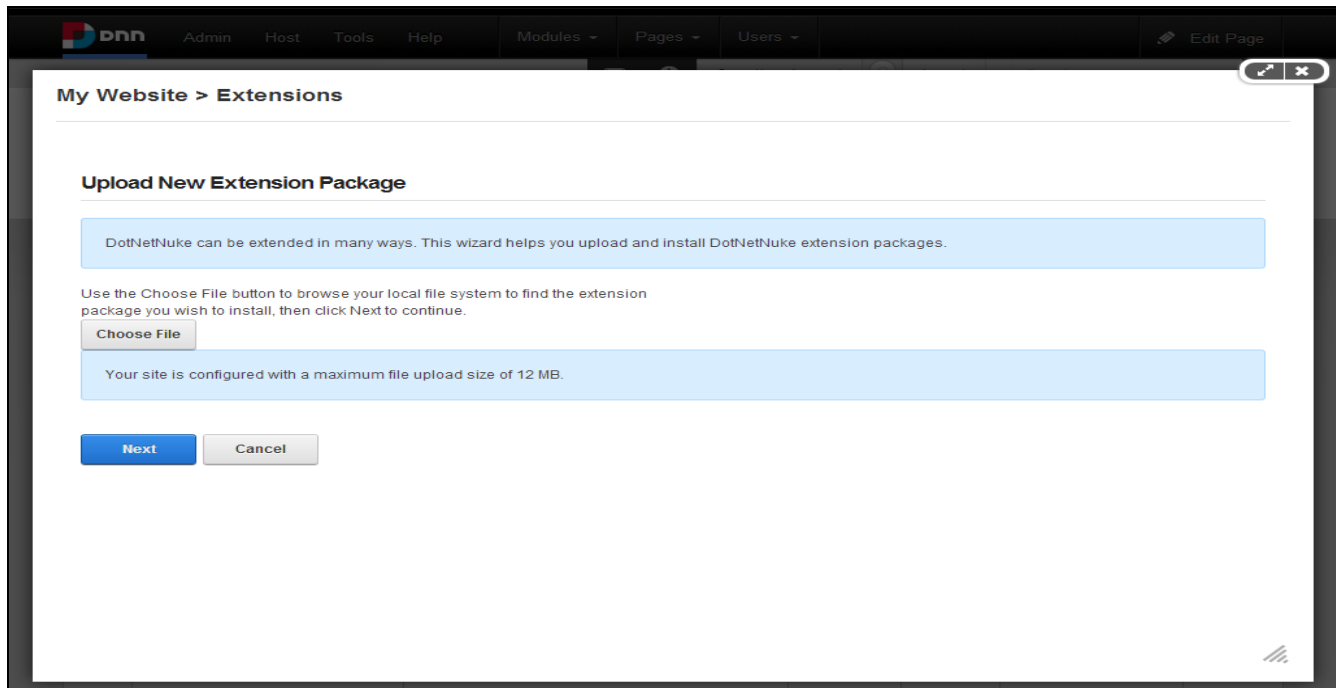 DNN Admin Host Tools Help Modules Pages Users Edit Page
My Website > Extensions
Upload New Extension Package
DotNetNuke can be extended in many ways. This wizard helps you upload and install DotNetNuke extension packages.
Use the Choose File button to browse your local file system to find the extension
package you wish to install, then click Next to continue.
Choose File
Your site is configured with a maximum file upload size of 12 MB.
Next Cancel